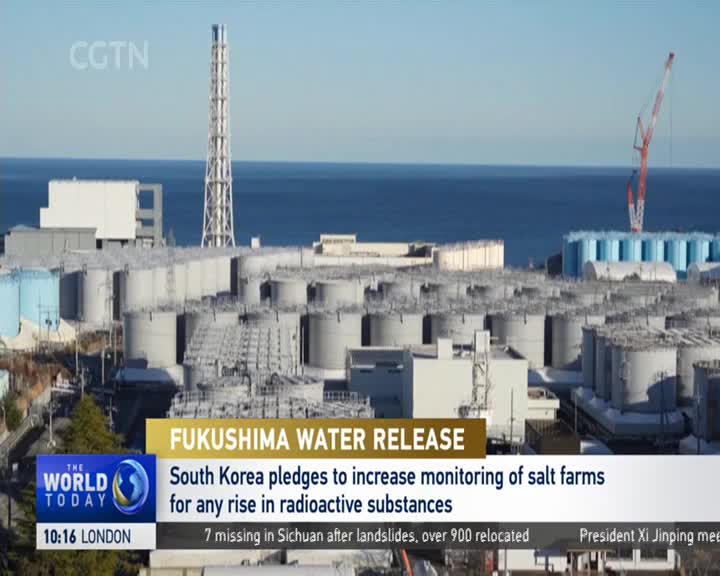 CGTN
FUKUSHIMA WATER RELEASE
South Korea pledges to increase monitoring of salt farms
for any rise in radioactive substances
THE
WORLD
TODAY
10:16 LONDON
7 missing in Sichuan after landslides, over 900 relocated President Xi Jinping mee